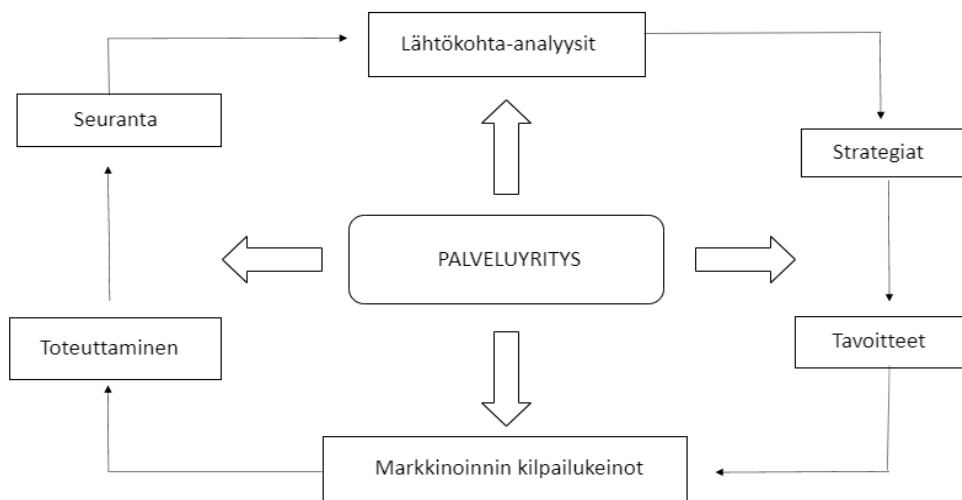 Lähtökohta-analyysit
Seuranta
Strategiat
PALVELUYRITYS
Toteuttaminen
Tavoitteet
Markkinoinnin kilpailukeinot